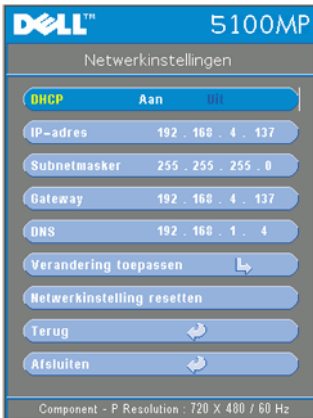 DELL™ 5100MP
Netwerkinstellingen
DHCP Aan Uit
IP-adres 192 . 168 . 4 . 137
Subnetmasker 255 . 255 . 255 . 0
Gateway 192 . 168 . 4 . 137
DNS 192 . 168 . 1 . 4
Verandering toepassen
Netwerkinstelling resetten
Terug
Afsluiten
Component - P Resolution : 720 X 480 / 60 Hz